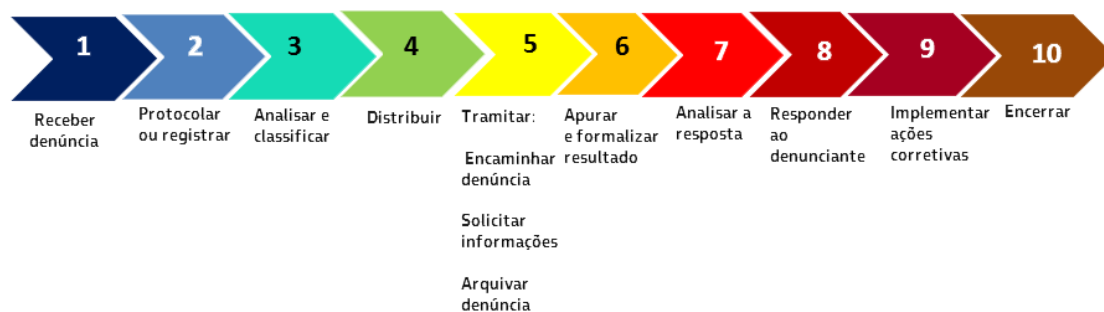 1
2
3
4
5
6
7
8
9
10
Receber
denúncia
Protocolar
ou registrar
Analisar e
classificar
Distribuir
Tramitar:
Encaminhar
denúncia
Solicitar
informações
Arquivar
denúncia
Apurar
e formalizar
resultado
Analisar a
resposta
Responder
ao
denunciante
Implementar
ações
corretivas
Encerrar